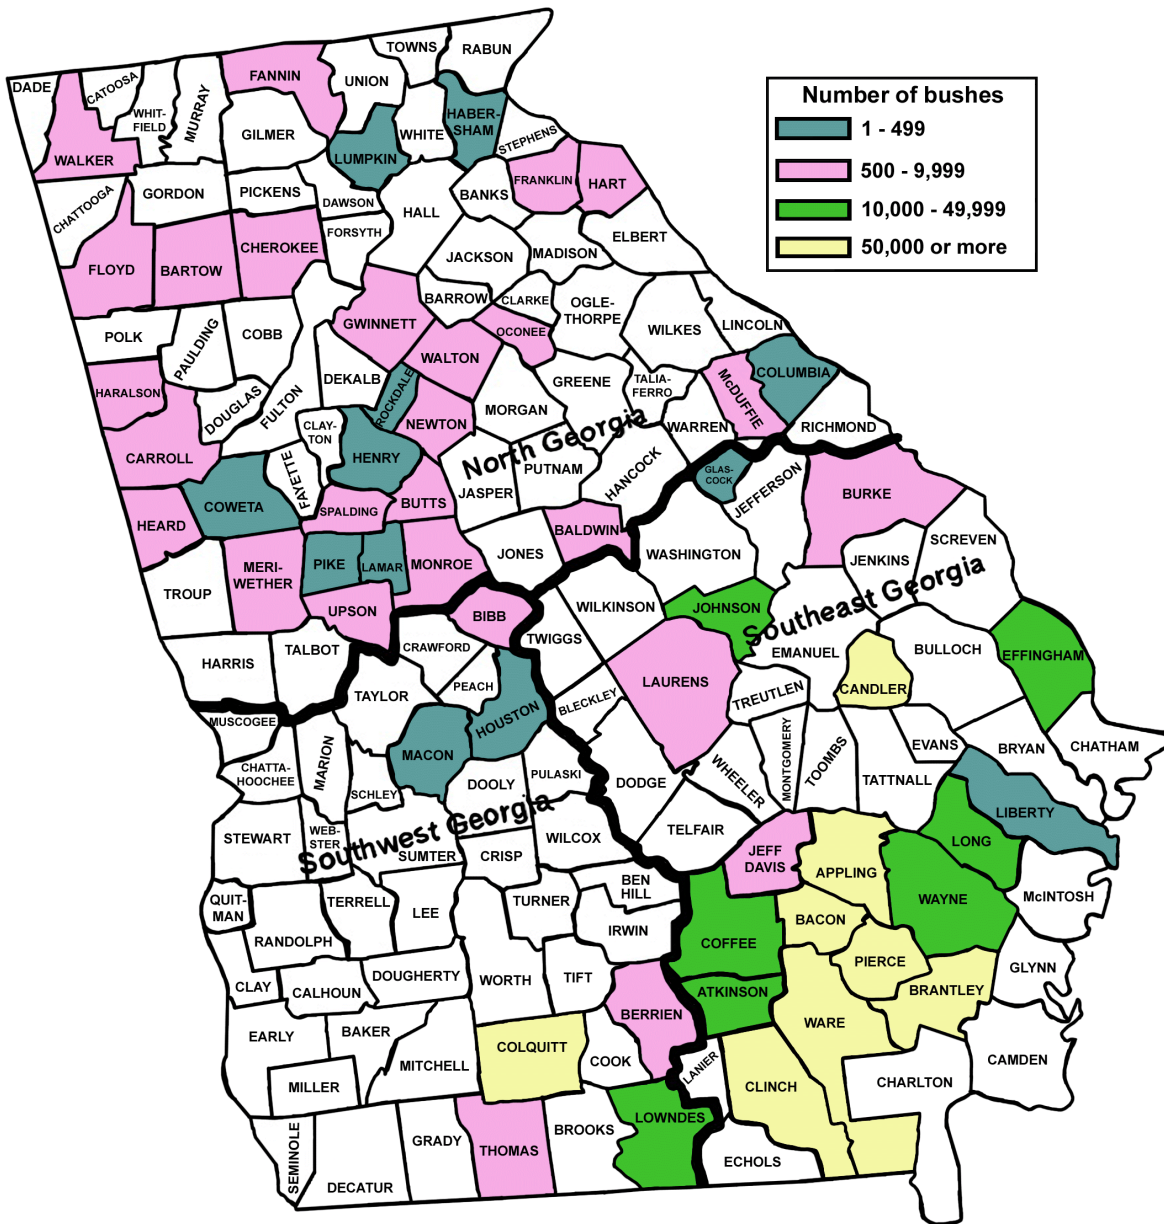 Number of bushes
1 - 499
500 - 9,999
10,000 - 49,999
50,000 or more
TOWNS
RABUN
DADE
CATOOSA
FANNIN
UNION
WHIT-
FIELD
MURRAY
HABER-
SHAM
WALKER
GILMER
LUMPKIN
WHITE
STEPHENS
CHATTOOGA
GORDON
PICKENS
DAWSON
BANKS
FRANKLIN
HART
HALL
FORSYTH
ELBERT
FLOYD
BARTOW
CHEROKEE
JACKSON
MADISON
POLK
PAULDING
COBB
BARROW
CLARKE
OGLE-
THORPE
GWINNETT
OCONEE
WILKES
LINCOLN
WALTON
HARALSON
DOUGLAS
FULTON
DEKALB
ROCKDALE
GREENE
TALIA-
FERRO
McDUFFIE
COLUMBIA
CLAY-
TON
NEWTON
MORGAN
WARREN
RICHMOND
North Georgia
CARROLL
HENRY
FAYETTE
COWETA
SPALDING
BUTTS
JASPER
PUTNAM
HANCOCK
GLAS-
COCK
JEFFERSON
BURKE
HEARD
BALDWIN
SCREVEN
MERI-
WETHER
PIKE
LAMAR
MONROE
JONES
WASHINGTON
JENKINS
TROUP
UPSON
BIBB
WILKINSON
JOHNSON
Southeast Georgia
HARRIS
TALBOT
CRAWFORD
TWIGGS
EMANUEL
BULLOCH
EFFINGHAM
TAYLOR
PEACH
BLECKLEY
LAURENS
TREUTLEN
CANDLER
MUSCOGEE
MARION
MACON
HOUSTON
MONTGOMERY
TOOMBS
EVANS
BRYAN
CHATHAM
CHATTA-
HOOCHEE
SCHLEY
DOOLY
PULASKI
DODGE
WHEELER
TATTNALL
Southwest Georgia
STEWART
WEB-
STER
SUMTER
CRISP
WILCOX
TELFAIR
LIBERTY
JEFF
DAVIS
LONG
APPLING
QUIT-
MAN
TERRELL
LEE
TURNER
BEN
HILL
WAYNE
McINTOSH
RANDOLPH
IRWIN
COFFEE
BACON
CLAY
CALHOUN
DOUGHERTY
WORTH
TIFT
PIERCE
GLYNN
ATKINSON
BRANTLEY
EARLY
BAKER
BERRIEN
WARE
MITCHELL
COLQUITT
COOK
LANIER
CLINCH
CHARLTON
CAMDEN
MILLER
SEMINOLE
GRADY
THOMAS
BROOKS
LOWNDES
ECHOLS
DECATUR